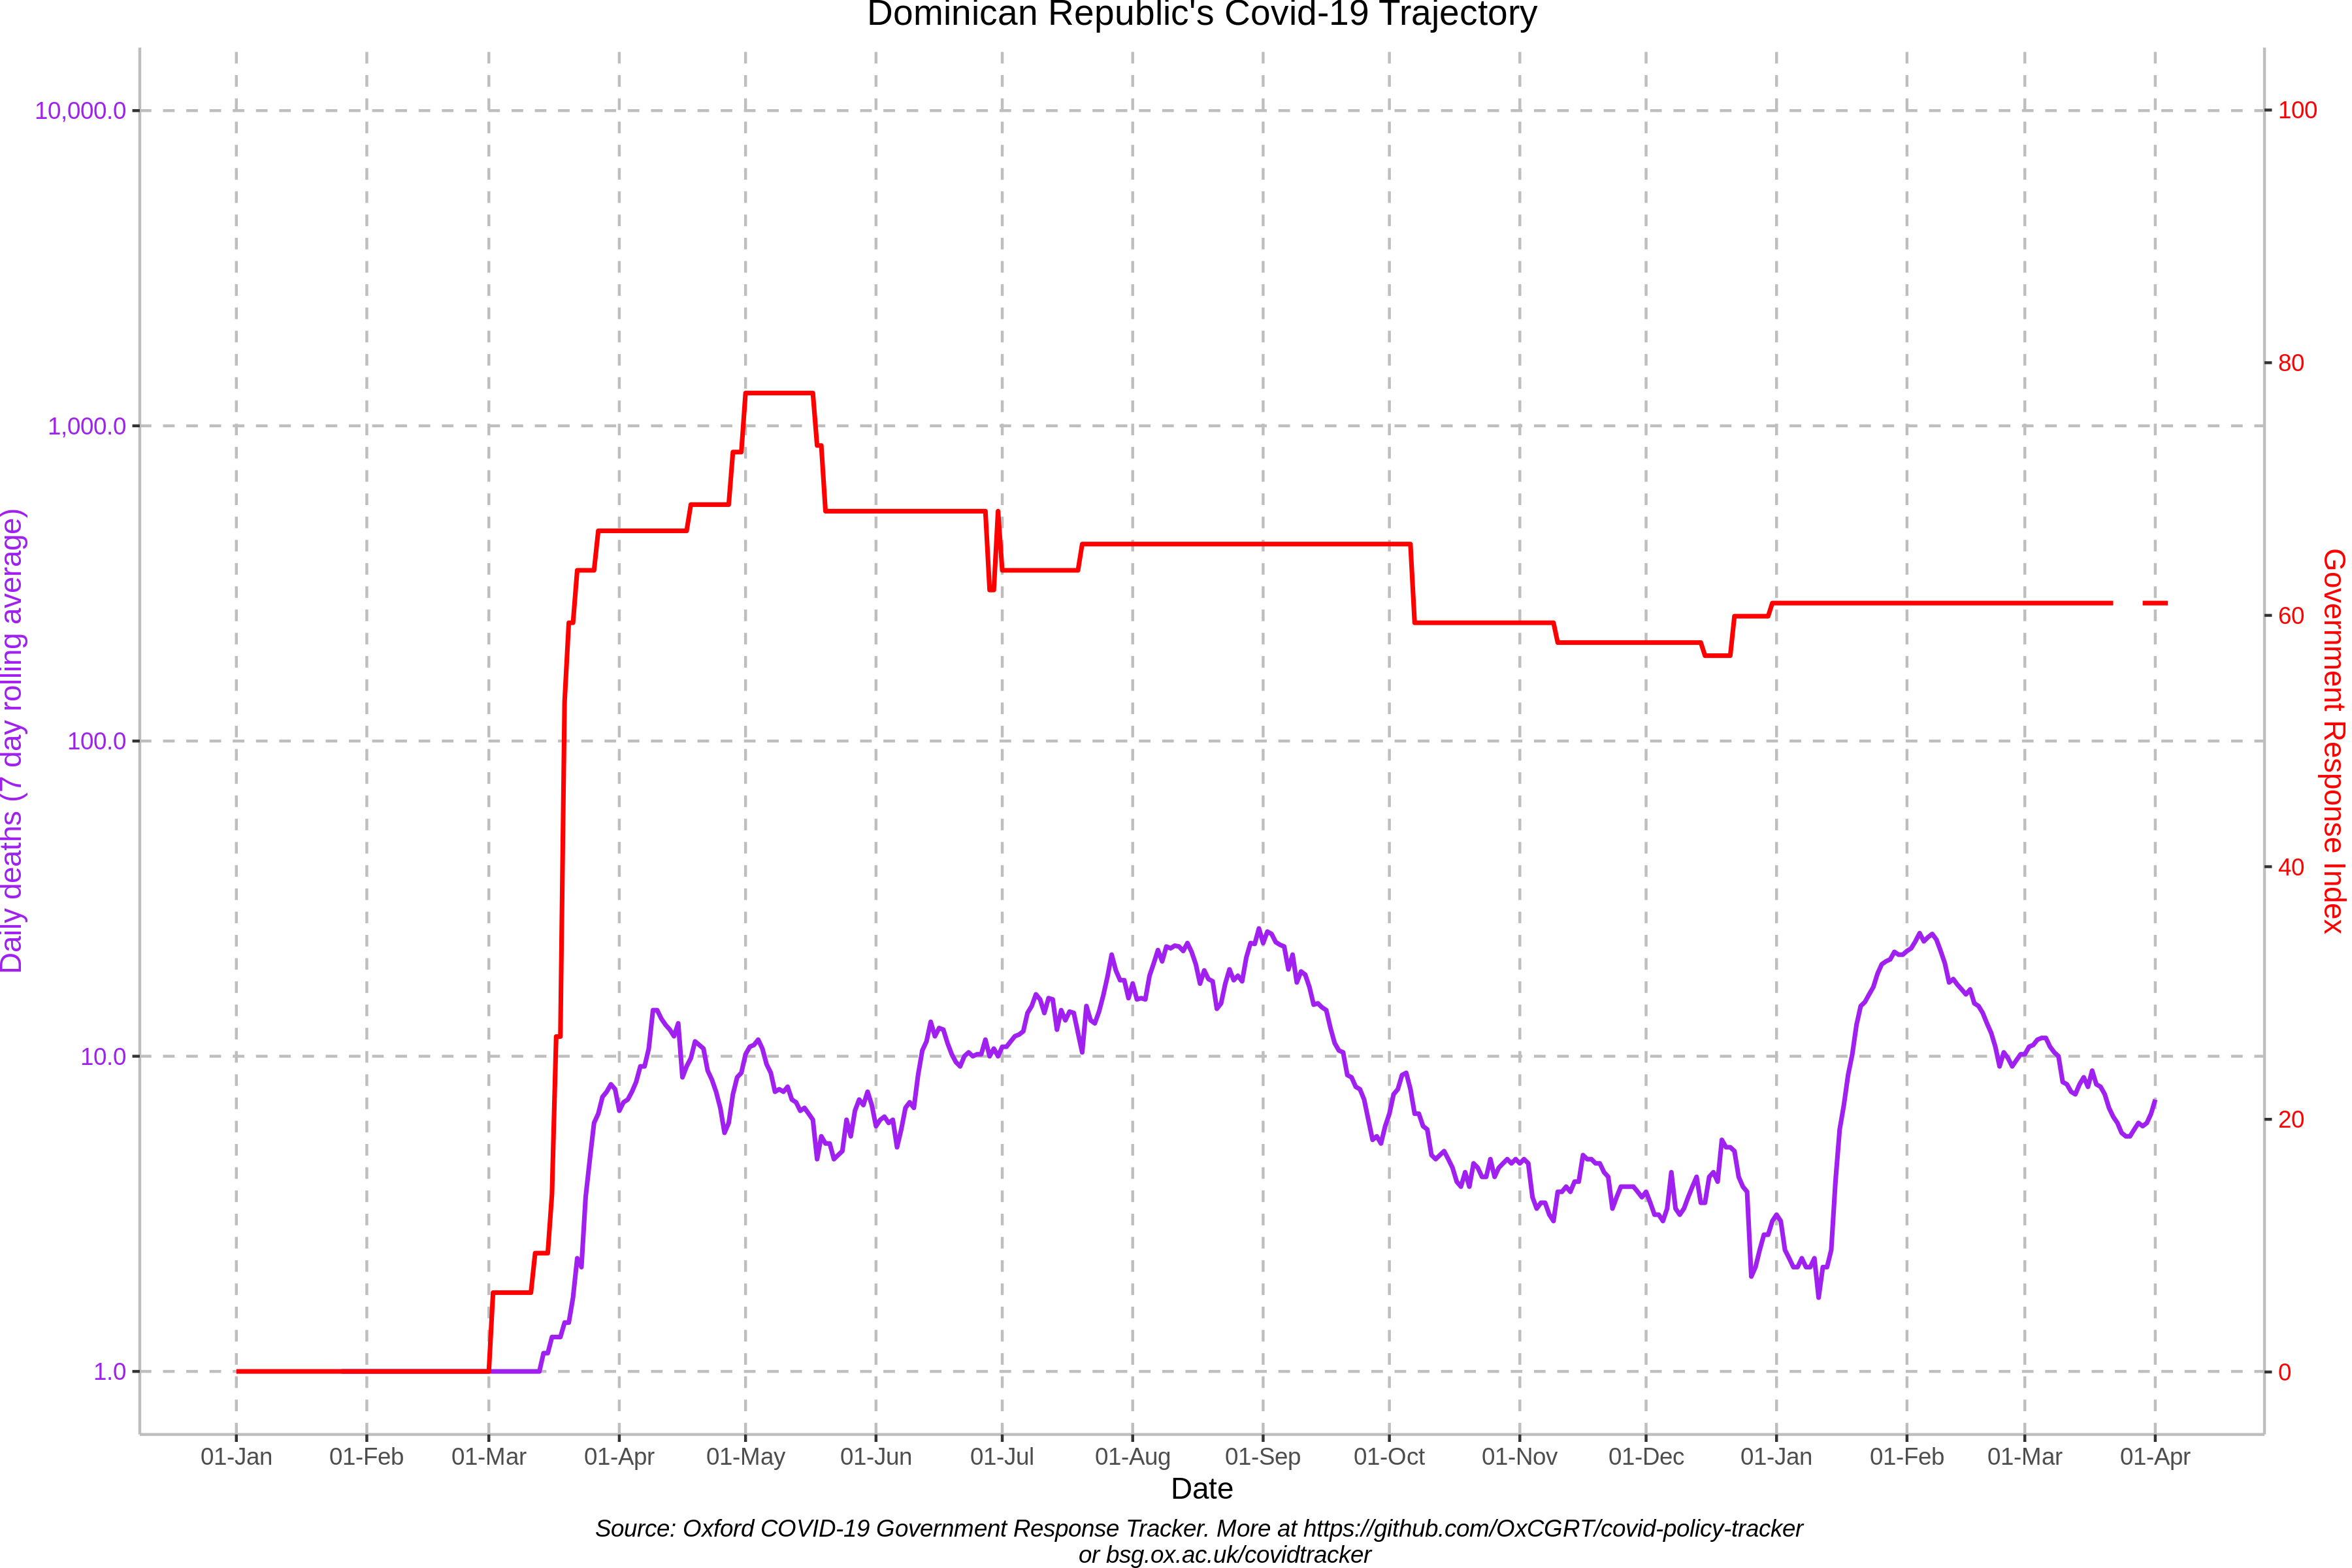 Dominican Republic's Covid-19 Trajectory
10,000.0
1,000.0
100.0
10.0
1.0
Daily deaths (7 day rolling average)
100
80
60
40
20
0
Government Response Index
01-Jan 01-Feb 01-Mar 01-Apr 01-May 01-Jun 01-Jul 01-Aug 01-Sep 01-Oct 01-Nov 01-Dec 01-Jan 01-Feb 01-Mar 01-Apr
Date
Source: Oxford COVID-19 Government Response Tracker. More at https://github.com/OxCGRT/covid-policy-tracker
or bsg.ox.ac.uk/covidtracker